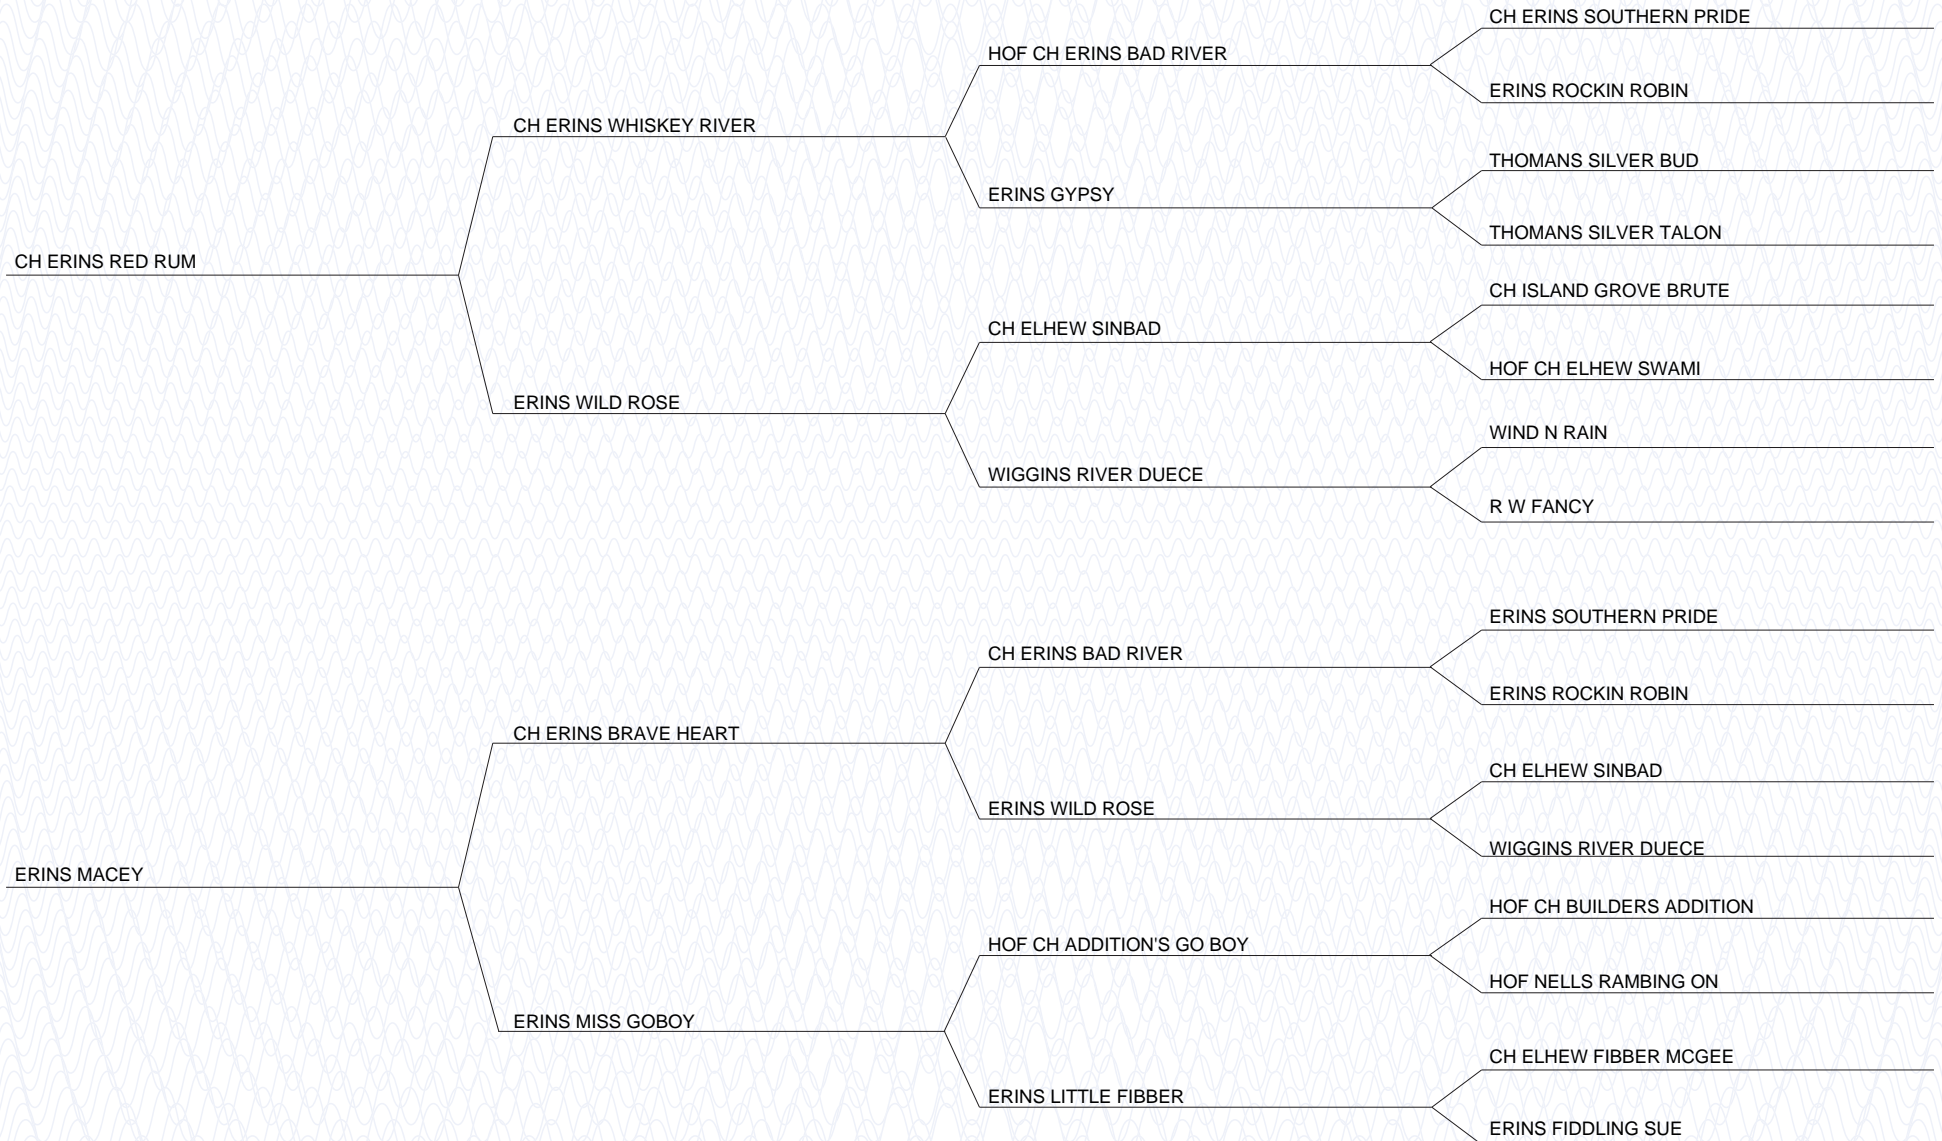 CH ERINS SOUTHERN PRIDE
HOF CH ERINS BAD RIVER
ERINS ROCKIN ROBIN
CH ERINS WHISKEY RIVER
THOMANS SILVER BUD
ERINS GYPSY
THOMANS SILVER TALON
CH ERINS RED RUM
CH ISLAND GROVE BRUTE
CH ELHEW SINBAD
HOF CH ELHEW SWAMI
ERINS WILD ROSE
WIND N RAIN
WIGGINS RIVER DUECE
R W FANCY
ERINS SOUTHERN PRIDE
CH ERINS BAD RIVER
ERINS ROCKIN ROBIN
CH ERINS BRAVE HEART
CH ELHEW SINBAD
ERINS WILD ROSE
WIGGINS RIVER DUECE
ERINS MACEY
HOF CH BUILDERS ADDITION
HOF CH ADDITION'S GO BOY
HOF NELLS RAMBING ON
ERINS MISS GOBOY
CH ELHEW FIBBER MCGEE
ERINS LITTLE FIBBER
ERINS FIDDLING SUE